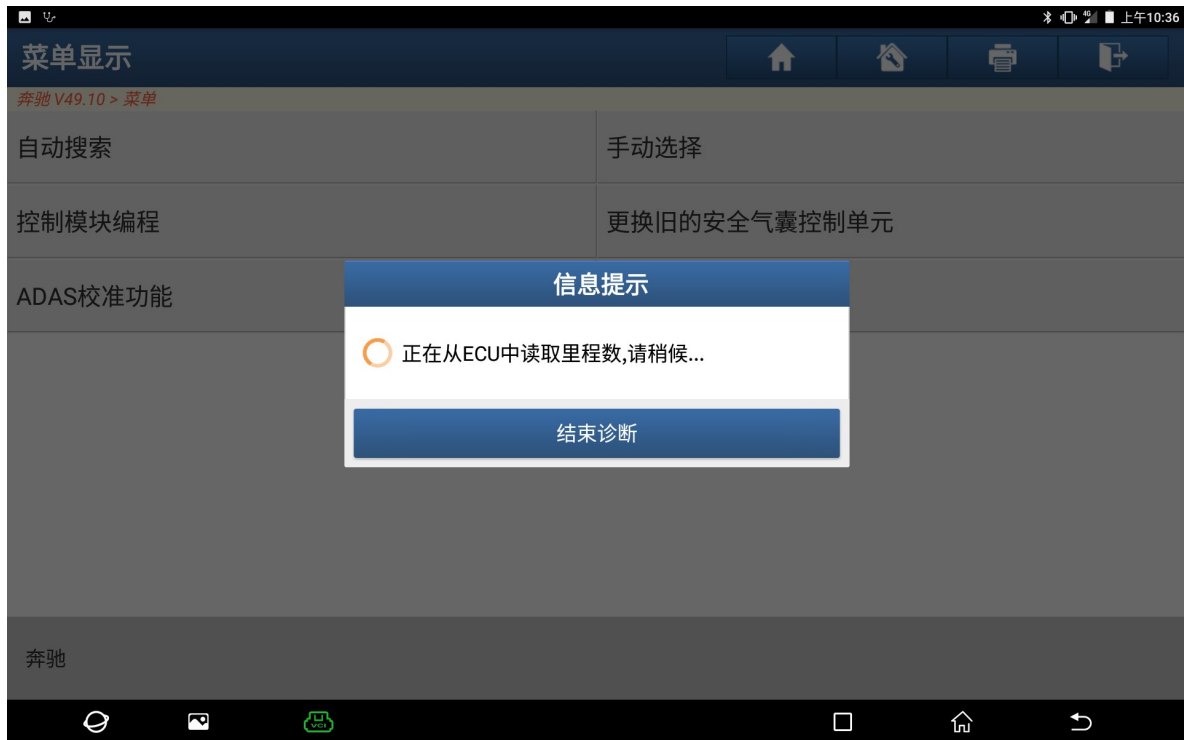 4G 上午10:36
菜单显示
奔驰 V49.10 > 菜单
自动搜索 手动选择
控制模块编程 更换旧的安全气囊控制单元
ADAS校准功能
信息提示
正在从ECU中读取里程数,请稍候...
结束诊断
奔驰
VCI